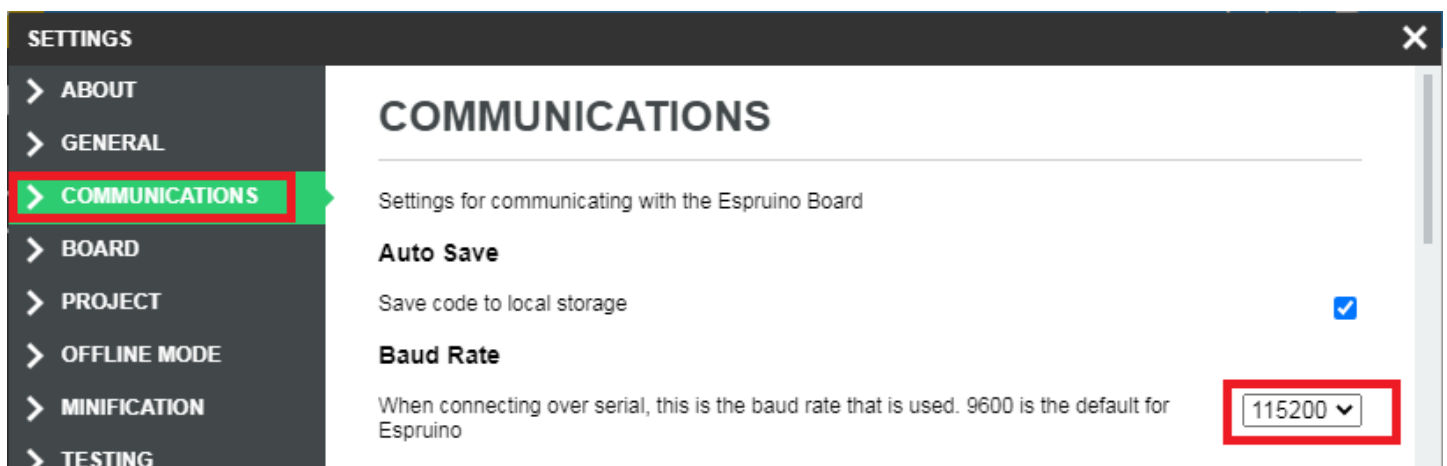 SETTINGS
ABOUT
GENERAL
COMMUNICATIONS
BOARD
PROJECT
OFFLINE MODE
MINIFICATION
TESTING
COMMUNICATIONS
Settings for communicating with the Espruino Board
Auto Save
Save code to local storage
Baud Rate
When connecting over serial, this is the baud rate that is used. 9600 is the default for
Espruino
115200